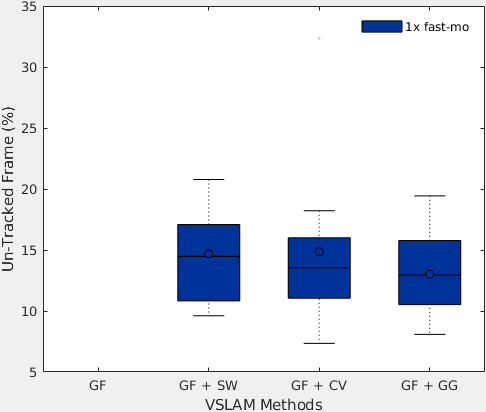 35
1x fast-mo
30
25
20
15
10
5
Un-Tracked Frame (%)
GF GF + SW GF + CV GF + GG
VSLAM Methods